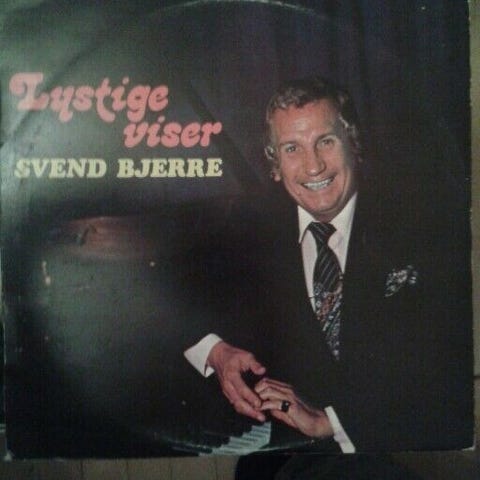 Lystige
viser
SVEND BJERRE